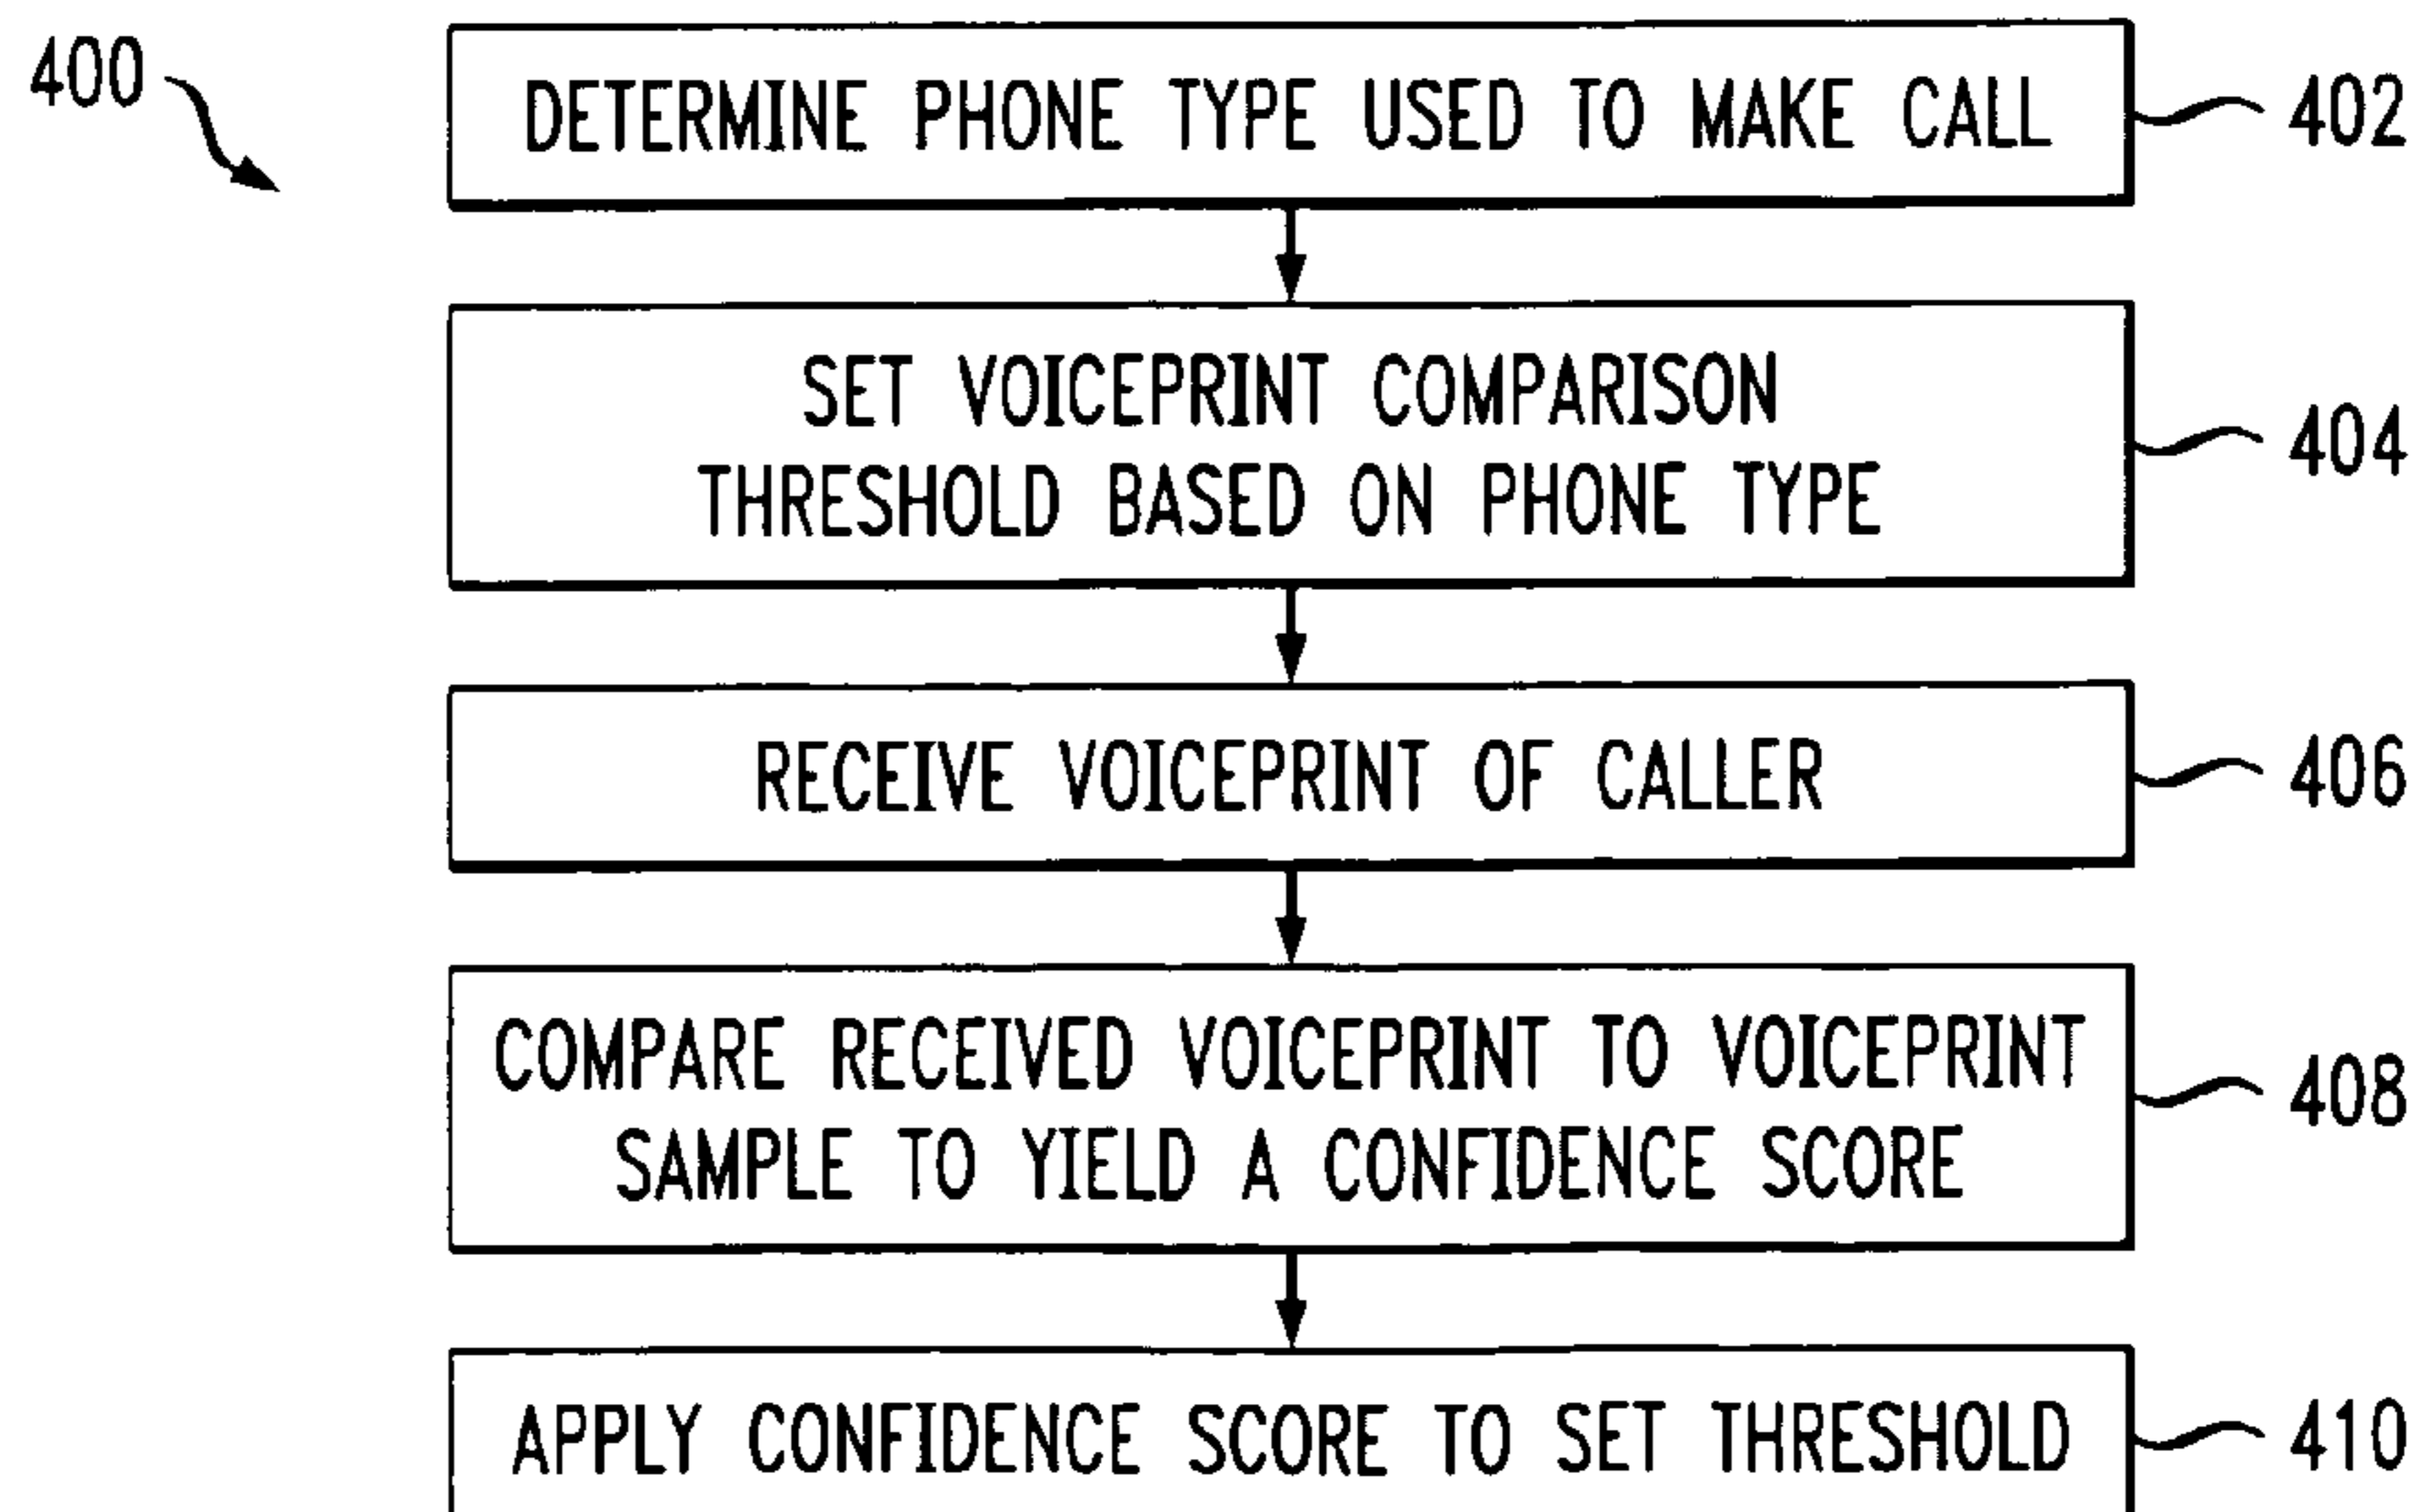 400
DETERMINE PHONE TYPE USED TO MAKE CALL
402
SET VOICEPRINT COMPARISON
THRESHOLD BASED ON PHONE TYPE
404
RECEIVE VOICEPRINT OF CALLER
406
COMPARE RECEIVED VOICEPRINT TO VOICEPRINT
SAMPLE TO YIELD A CONFIDENCE SCORE
408
APPLY CONFIDENCE SCORE TO SET THRESHOLD
410